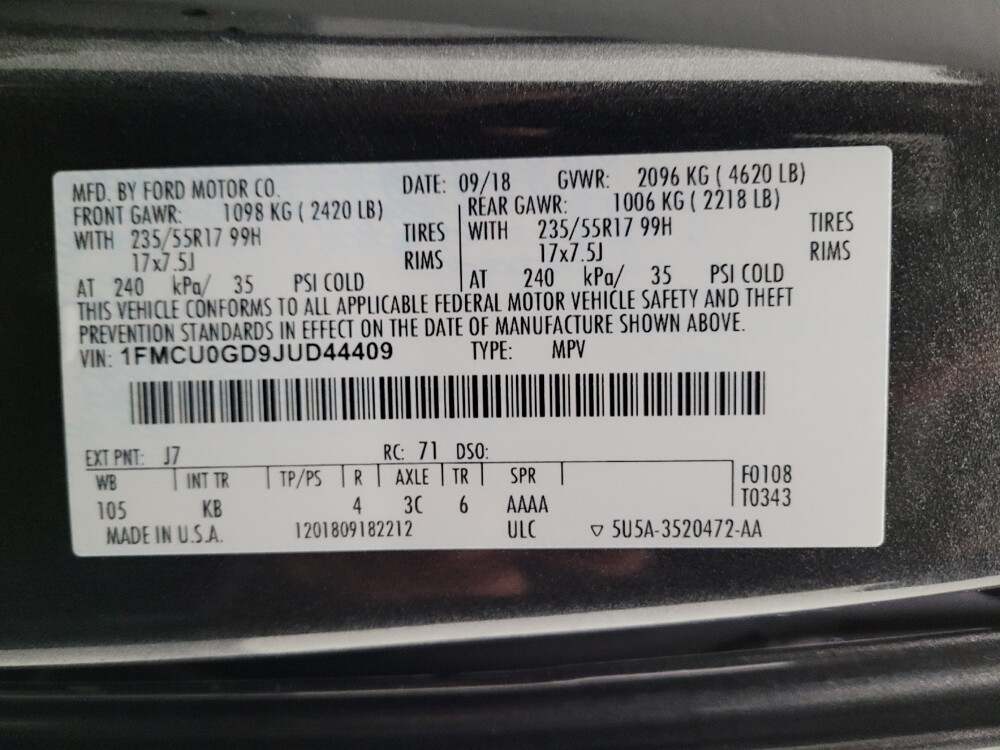 MFD. BY FORD MOTOR CO. DATE: 09/18 GVWR: 2096 KG ( 4620 LB)
FRONT GAWR: 1098 KG ( 2420 LB) REAR GAWR: 1006 KG ( 2218 LB)
WITH 235/55R17 99H TIRES WITH 235/55R17 99H TIRES
17x7.5J RIMS 17x7.5J RIMS
AT 240 kPa/ 35 PSI COLD AT 240 kPa/ 35 PSI COLD
THIS VEHICLE CONFORMS TO ALL APPLICABLE FEDERAL MOTOR VEHICLE SAFETY AND THEFT
PREVENTION STANDARDS IN EFFECT ON THE DATE OF MANUFACTURE SHOWN ABOVE.
VIN: 1FMCU0GD9JUD44409 TYPE: MPV
EXT PNT: J7 RC: 71 DSO:
WB INT TR TP/PS R AXLE TR SPR F0108
105 KB 4 3C 6 AAAA T0343
MADE IN U.S.A. 1201809182212 ULC ▽ 5U5A-3520472-AA